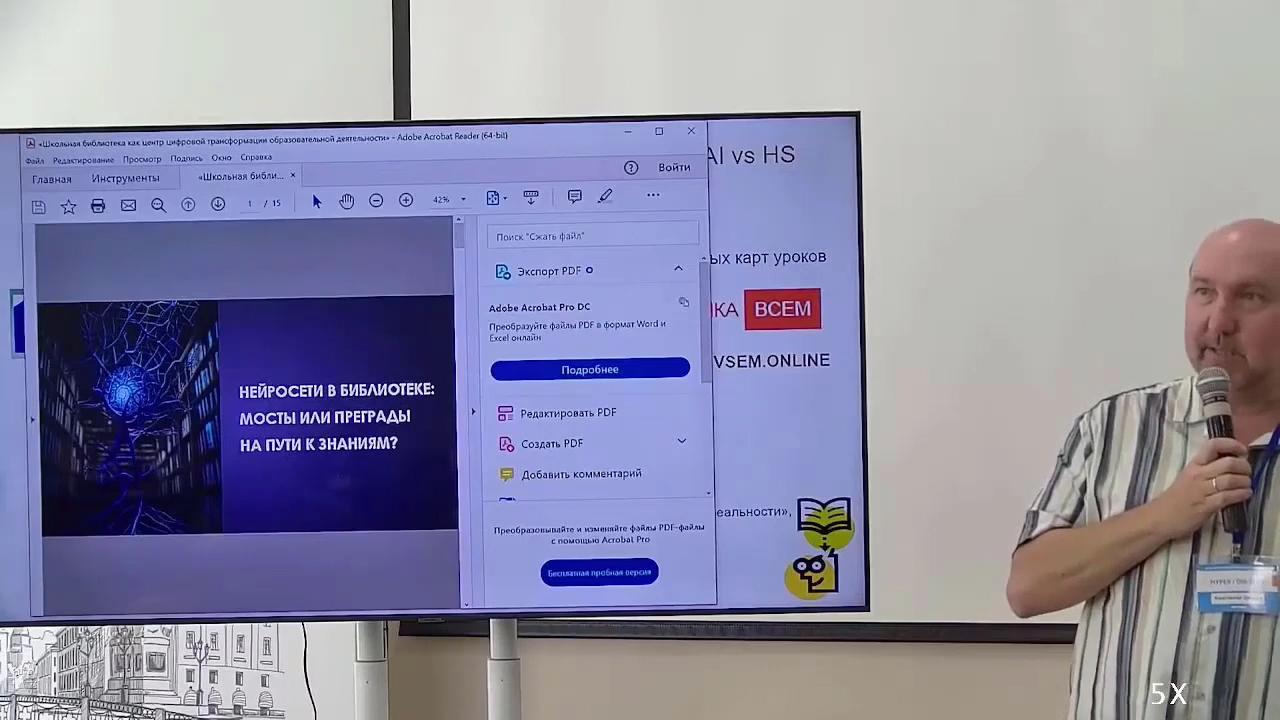 «Школьная библиотека как центр цифровой трансформации образовательной деятельности» - Adobe Acrobat Reader (64-bit)
Файл Редактирование Просмотр Подпись Окно Справка
Главная Инструменты «Школьная библи... ×
Войти
1 / 15
42%
Поиск "Сжать файл"
Экспорт PDF
Adobe Acrobat Pro DC
Преобразуйте файлы PDF в формат Word и
Excel онлайн
Подробнее
Редактировать PDF
Создать PDF
Добавить комментарий
Преобразовывайте и изменяйте файлы PDF-файлы
с помощью Acrobat Pro
Бесплатная пробная версия
НЕЙРОСЕТИ В БИБЛИОТЕКЕ:
МОСТЫ ИЛИ ПРЕГРАДЫ
НА ПУТИ К ЗНАНИЯМ?
AI vs HS
ых карт уроков
КА ВСЕМ
VSEM.ONLINE
еальности»,
5X